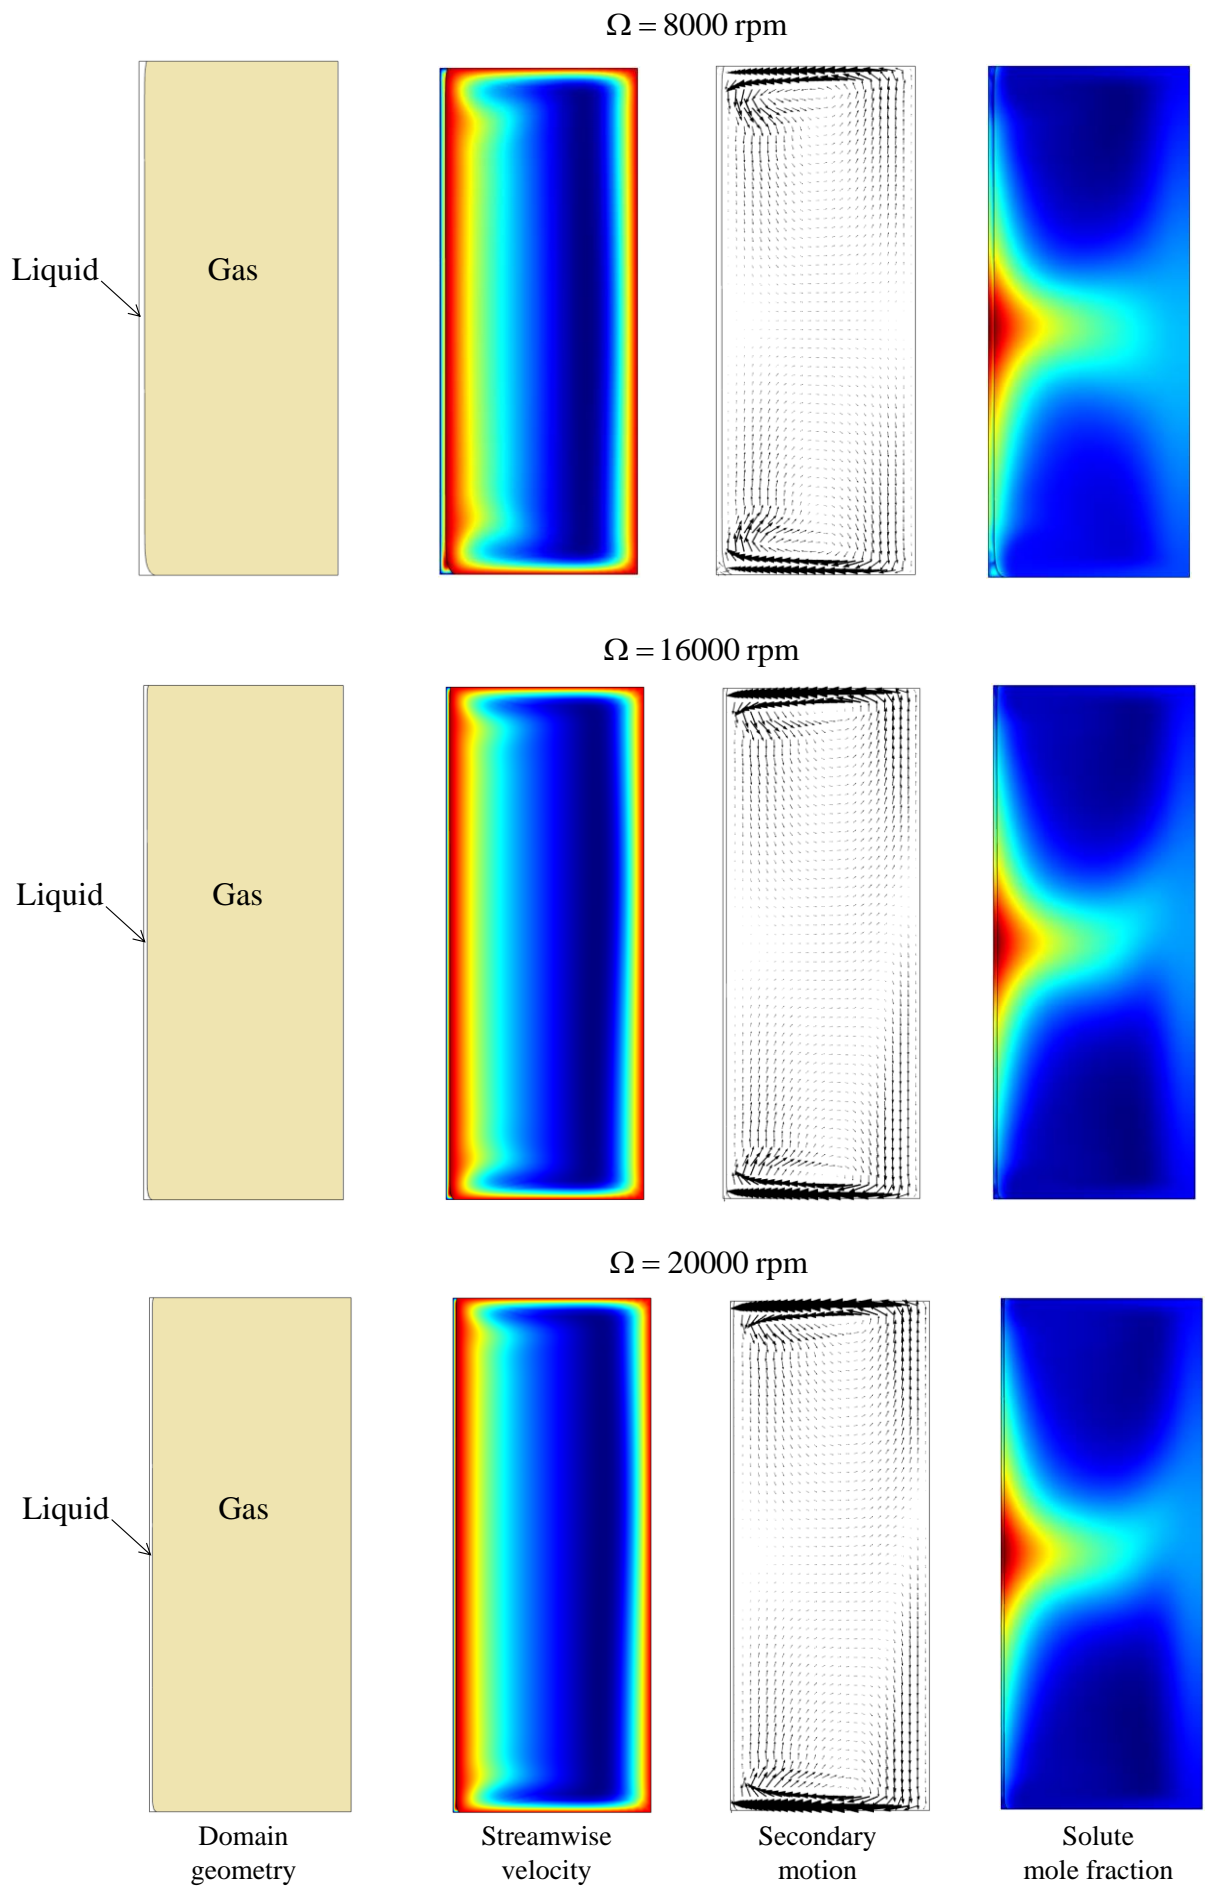 Ω = 8000 rpm
Liquid
Gas
Ω = 16000 rpm
Liquid
Gas
Ω = 20000 rpm
Liquid
Gas
Domain
geometry
Streamwise
velocity
Secondary
motion
Solute
mole fraction